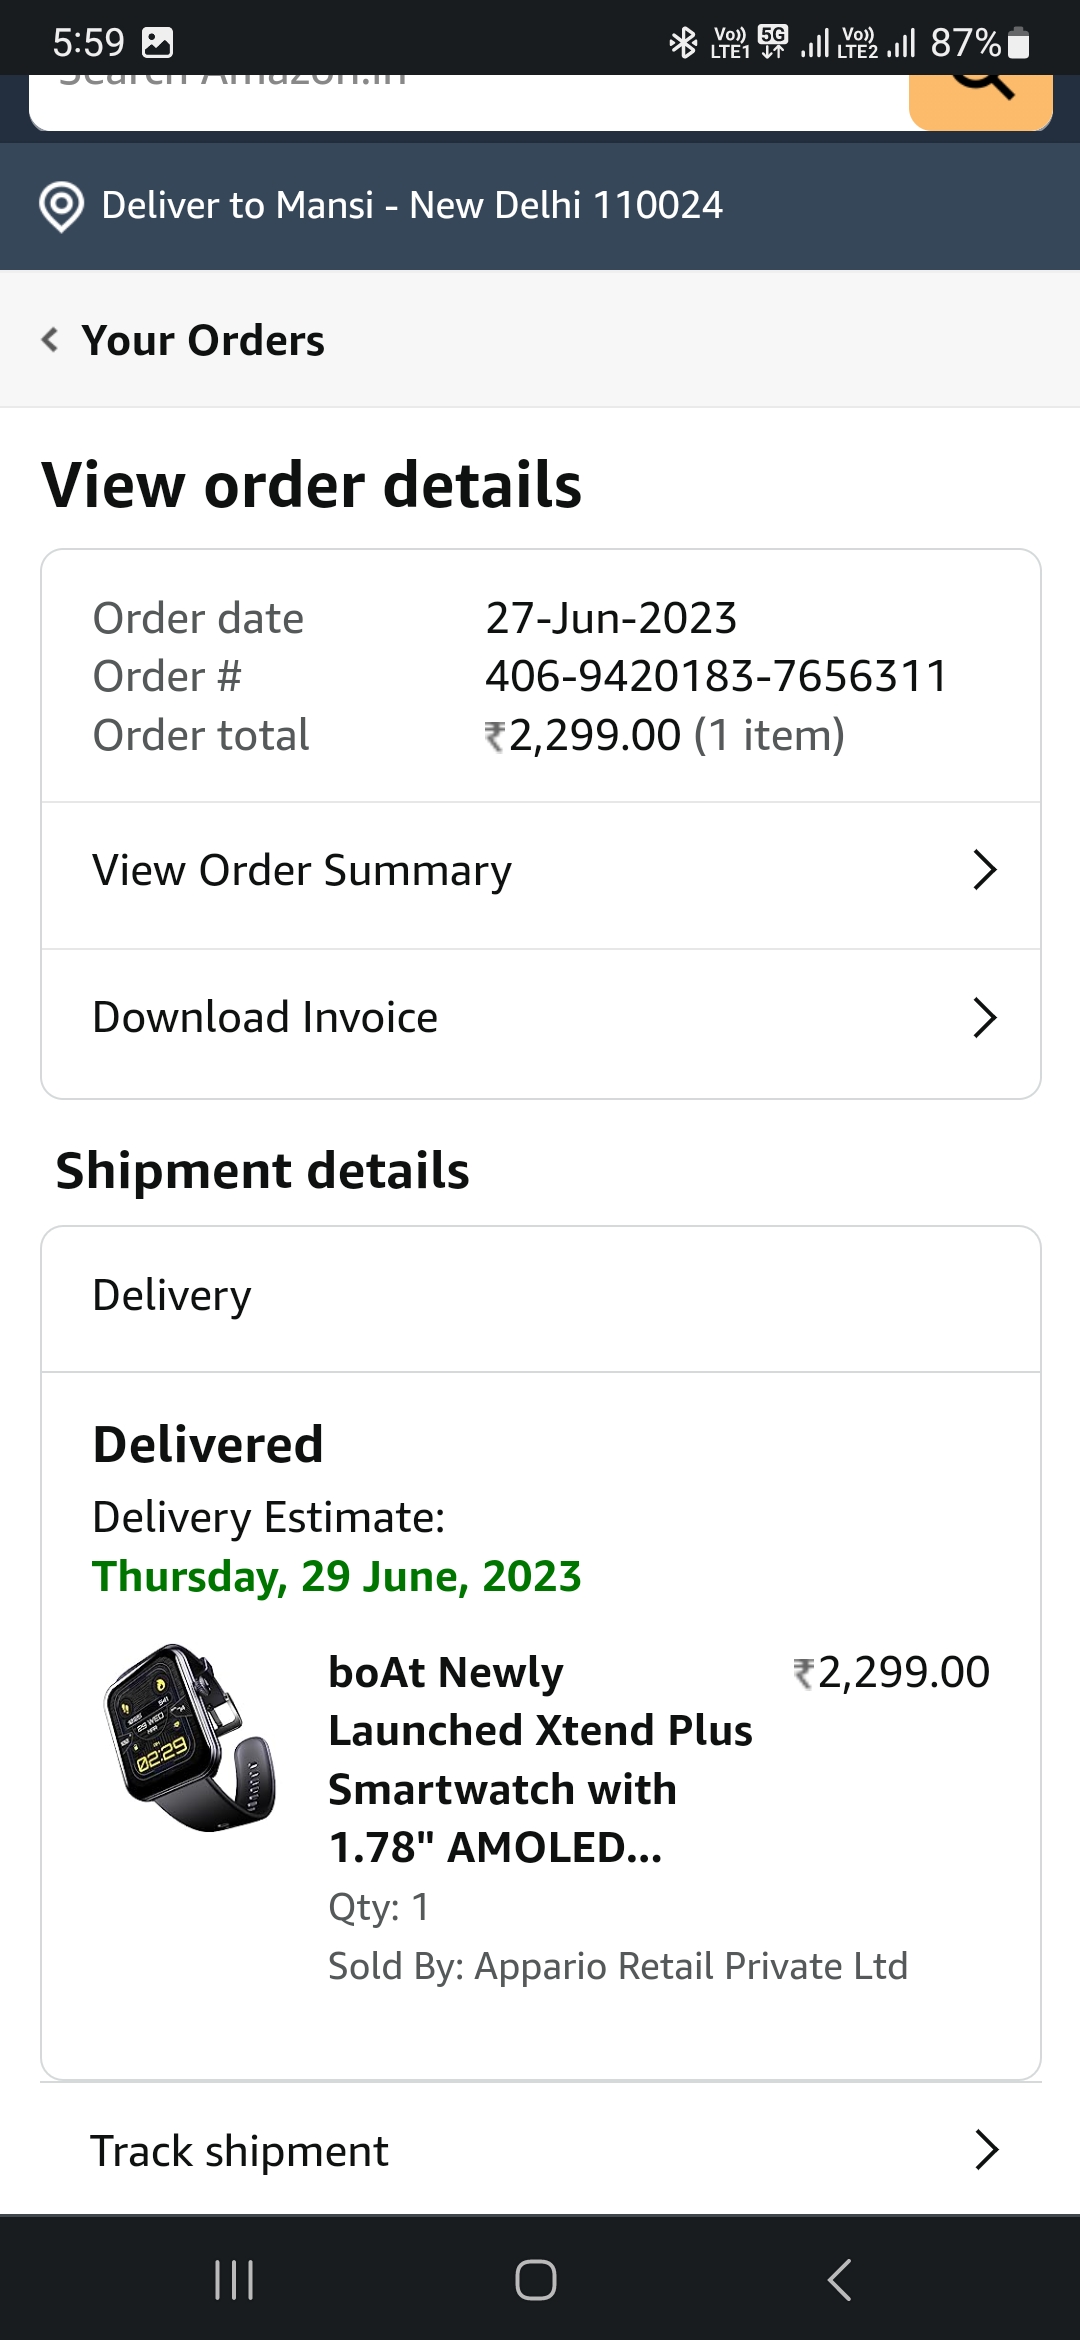 5:59 Vo)) LTE1 5G Vo)) LTE2 87%
Search Amazon.in
Deliver to Mansi - New Delhi 110024
Your Orders
View order details
Order date 27-Jun-2023
Order # 406-9420183-7656311
Order total ₹2,299.00 (1 item)
View Order Summary
Download Invoice
Shipment details
Delivery
Delivered
Delivery Estimate:
Thursday, 29 June, 2023
boAt Newly ₹2,299.00
Launched Xtend Plus
Smartwatch with
1.78" AMOLED...
Qty: 1
Sold By: Appario Retail Private Ltd
29 WED
02:29
Track shipment